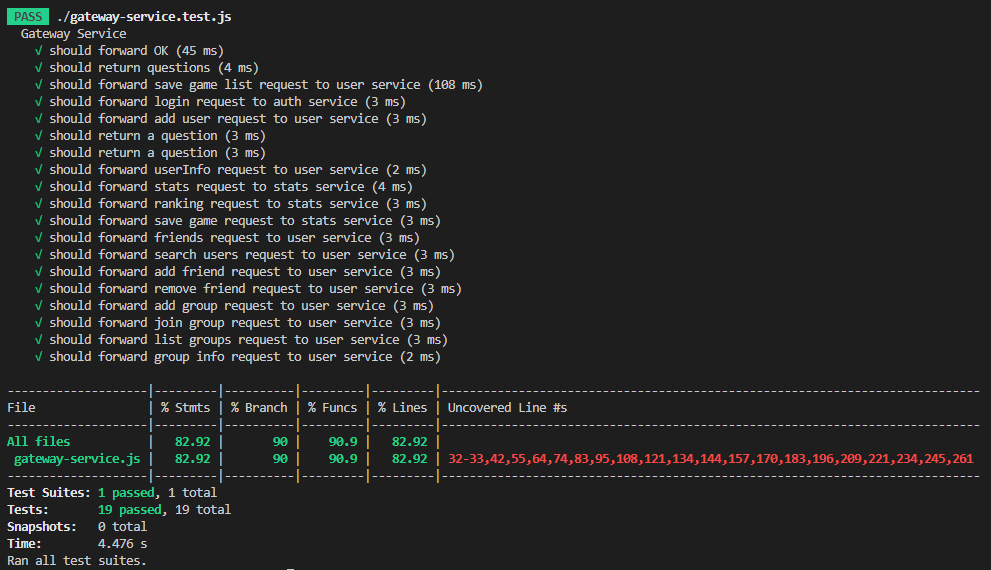 PASS ./gateway-service.test.js
Gateway Service
√ should forward OK (45 ms)
√ should return questions (4 ms)
√ should forward save game list request to user service (108 ms)
√ should forward login request to auth service (3 ms)
√ should forward add user request to user service (3 ms)
√ should return a question (3 ms)
√ should return a question (3 ms)
√ should forward userInfo request to user service (2 ms)
√ should forward stats request to stats service (4 ms)
√ should forward ranking request to stats service (3 ms)
√ should forward save game request to stats service (3 ms)
√ should forward friends request to user service (3 ms)
√ should forward search users request to user service (3 ms)
√ should forward add friend request to user service (3 ms)
√ should forward remove friend request to user service (3 ms)
√ should forward add group request to user service (3 ms)
√ should forward join group request to user service (3 ms)
√ should forward list groups request to user service (3 ms)
√ should forward group info request to user service (2 ms)
--------------------|---------|----------|---------|---------|-----------------------------------------------------------------------------
File | % Stmts | % Branch | % Funcs | % Lines | Uncovered Line #s
--------------------|---------|----------|---------|---------|-----------------------------------------------------------------------------
All files | 82.92 | 90 | 90.9 | 82.92 |
gateway-service.js | 82.92 | 90 | 90.9 | 82.92 | 32-33,42,55,64,74,83,95,108,121,134,144,157,170,183,196,209,221,234,245,261
--------------------|---------|----------|---------|---------|-----------------------------------------------------------------------------
Test Suites: 1 passed, 1 total
Tests: 19 passed, 19 total
Snapshots: 0 total
Time: 4.476 s
Ran all test suites.